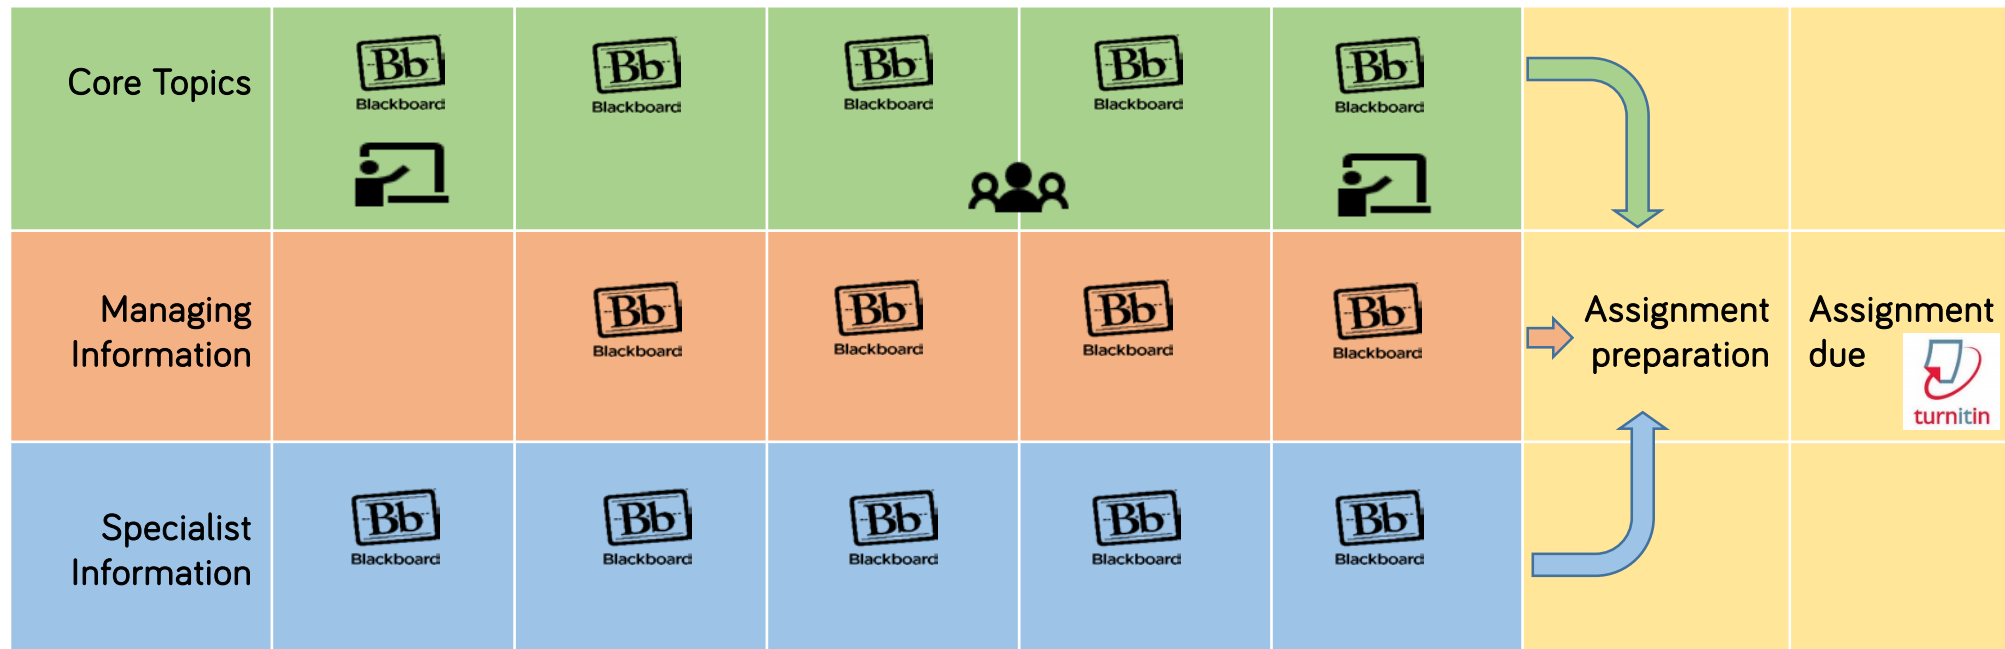 Core Topics
Bb
Blackboard
Bb
Blackboard
Bb
Blackboard
Bb
Blackboard
Bb
Blackboard
Managing
Information
Bb
Blackboard
Bb
Blackboard
Bb
Blackboard
Bb
Blackboard
Assignment
preparation
Assignment
due
turnitin
Specialist
Information
Bb
Blackboard
Bb
Blackboard
Bb
Blackboard
Bb
Blackboard
Bb
Blackboard